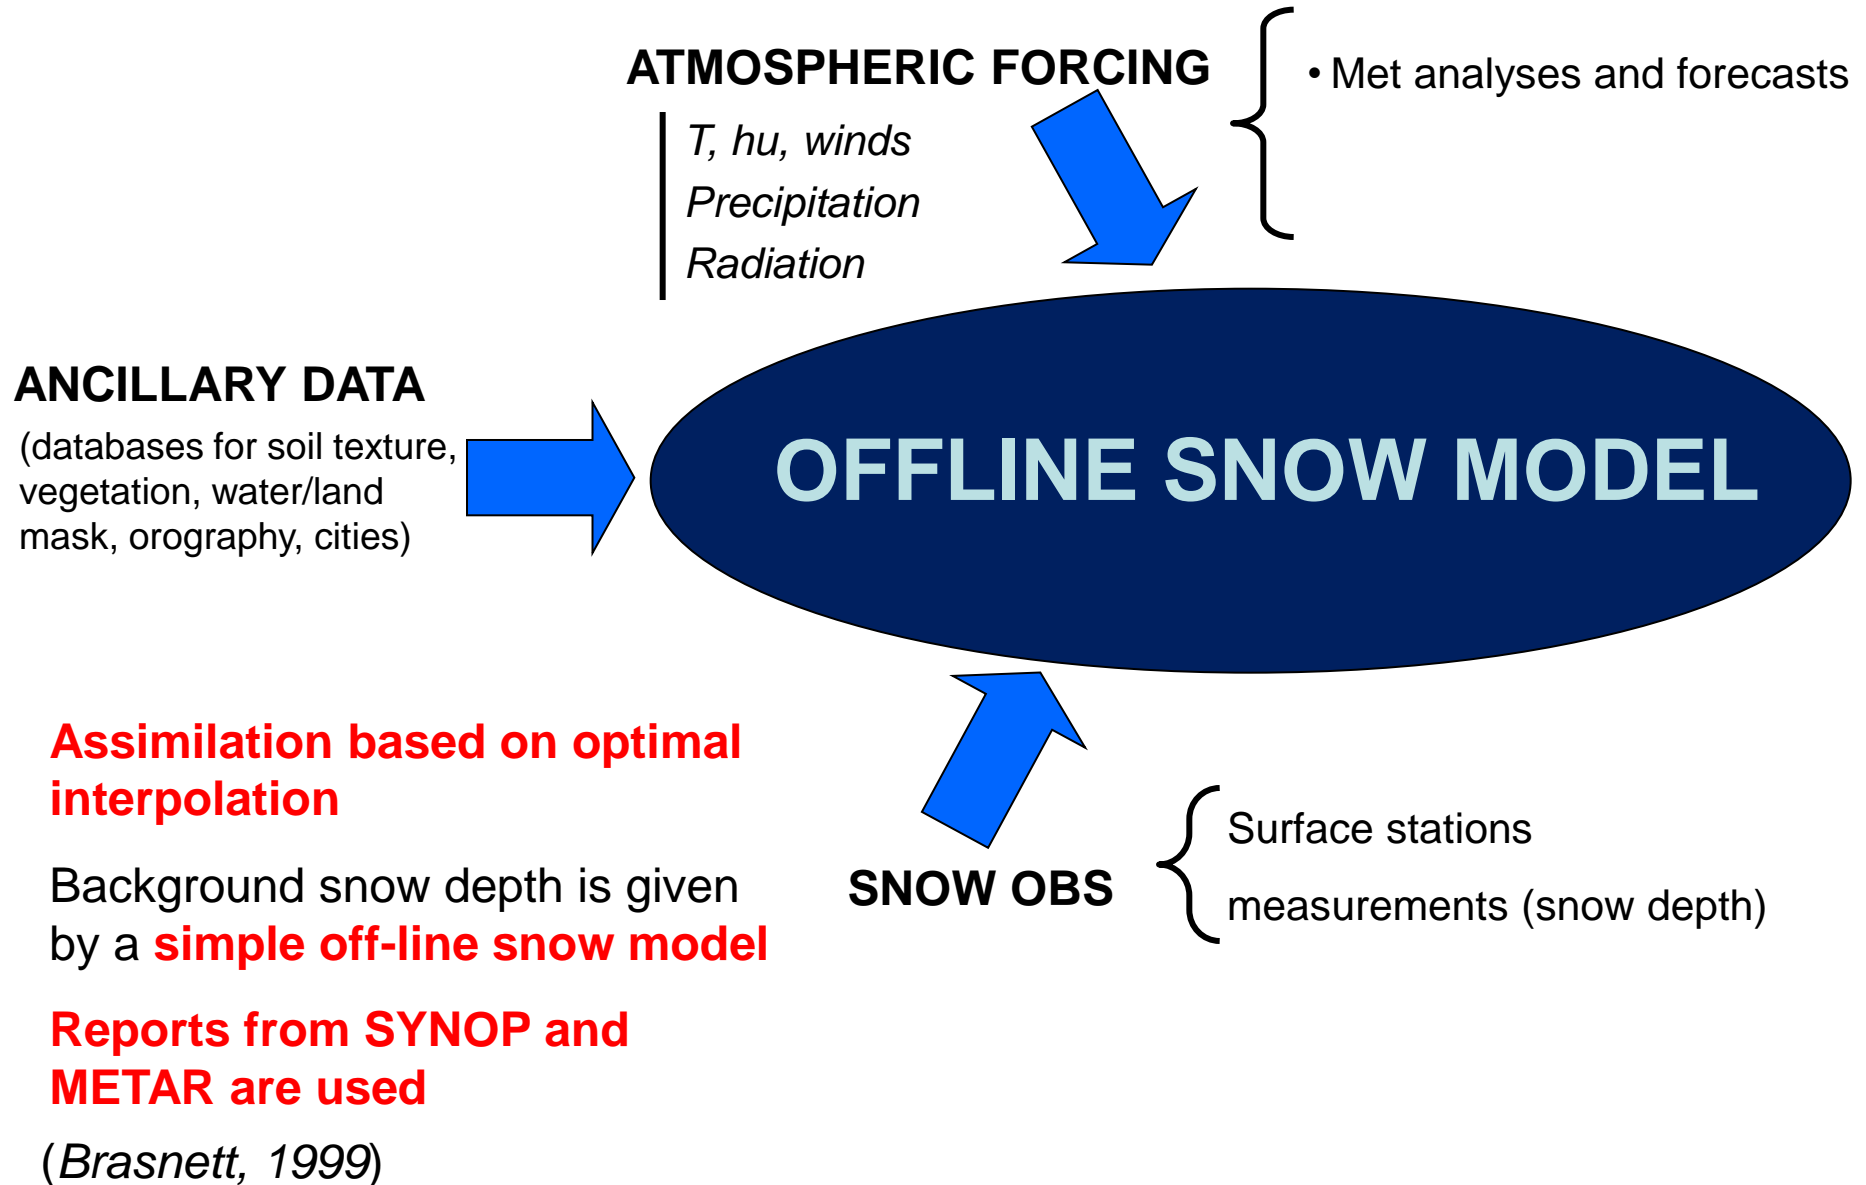 ATMOSPHERIC FORCING
• Met analyses and forecasts
T, hu, winds
Precipitation
Radiation
ANCILLARY DATA
(databases for soil texture,
vegetation, water/land
mask, orography, cities)
OFFLINE SNOW MODEL
Assimilation based on optimal
interpolation
Background snow depth is given
by a simple off-line snow model
Reports from SYNOP and
METAR are used
(Brasnett, 1999)
SNOW OBS
Surface stations
measurements (snow depth)